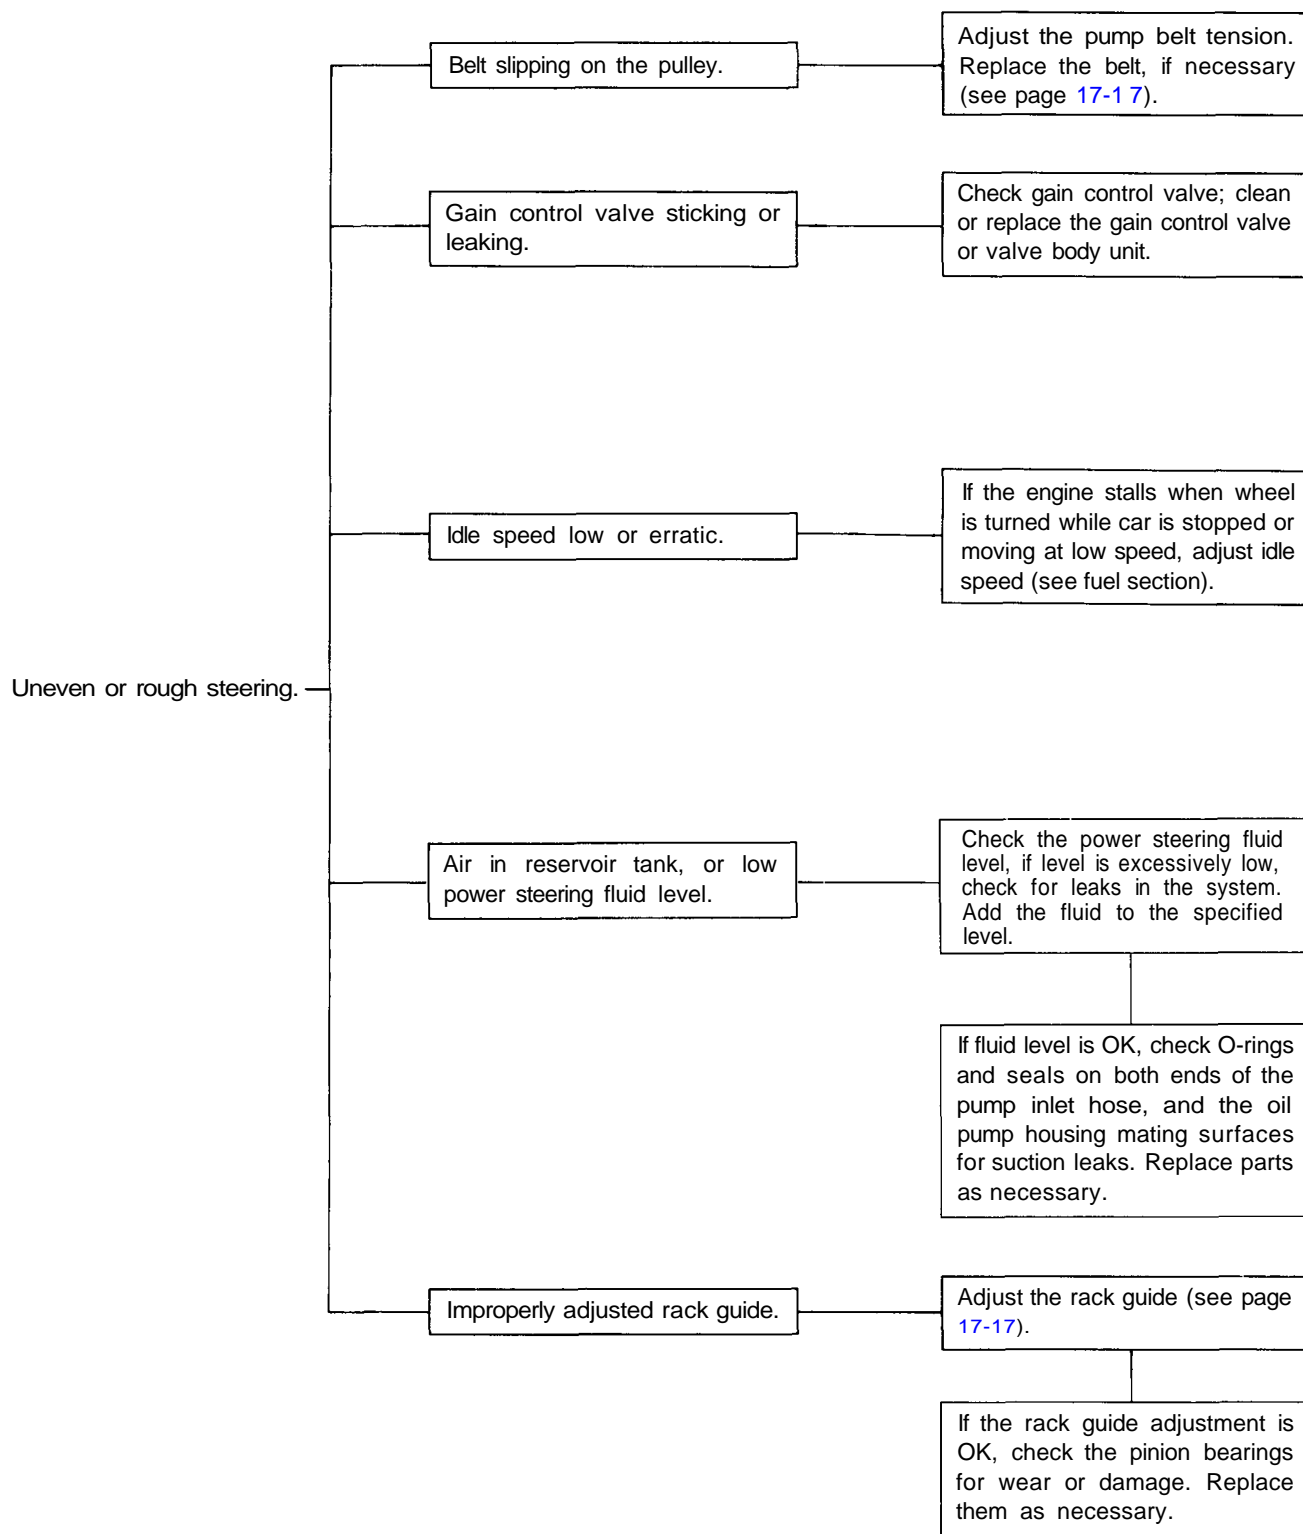 Belt slipping on the pulley.
Adjust the pump belt tension.
Replace the belt, if necessary
(see page 17-1 7).
Gain control valve sticking or
leaking.
Check gain control valve; clean
or replace the gain control valve
or valve body unit.
Idle speed low or erratic.
If the engine stalls when wheel
is turned while car is stopped or
moving at low speed, adjust idle
speed (see fuel section).
Uneven or rough steering.
Air in reservoir tank, or low
power steering fluid level.
Check the power steering fluid
level, if level is excessively low,
check for leaks in the system.
Add the fluid to the specified
level.
If fluid level is OK, check O-rings
and seals on both ends of the
pump inlet hose, and the oil
pump housing mating surfaces
for suction leaks. Replace parts
as necessary.
Improperly adjusted rack guide.
Adjust the rack guide (see page
17-17).
If the rack guide adjustment is
OK, check the pinion bearings
for wear or damage. Replace
them as necessary.